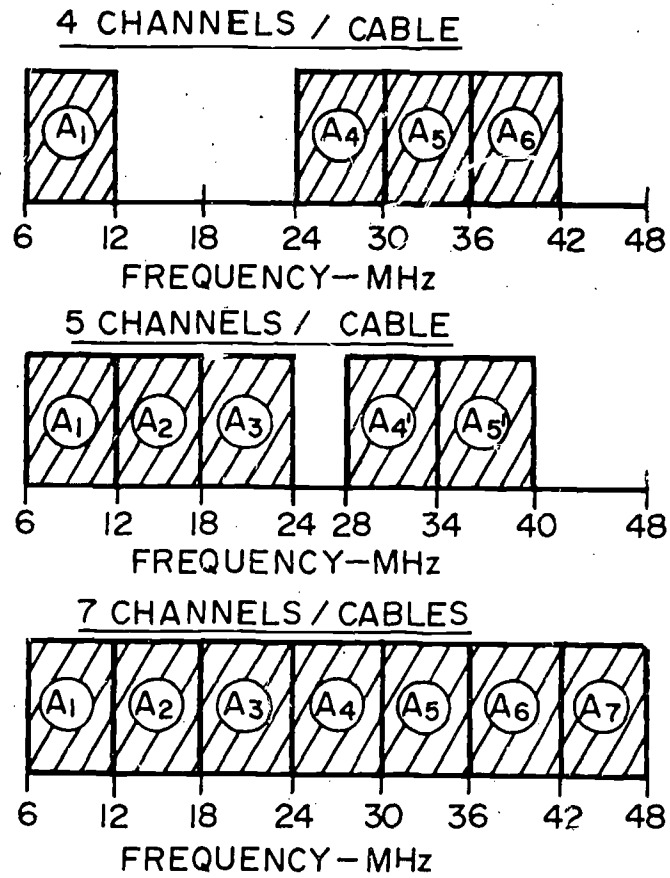 4 CHANNELS / CABLE
A1 A4 A5 A6
6 12 18 24 30 36 42 48
FREQUENCY—MHz
5 CHANNELS / CABLE
A1 A2 A3 A4' A5'
6 12 18 24 28 34 40 48
FREQUENCY—MHz
7 CHANNELS / CABLES
A1 A2 A3 A4 A5 A6 A7
6 12 18 24 30 36 42 48
FREQUENCY—MHz